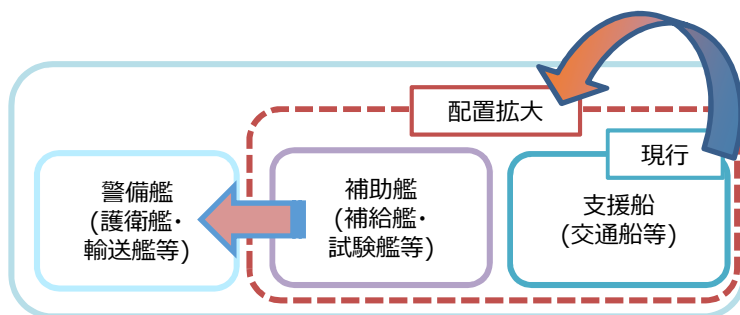 配置拡大
現行
警備艦
(護衛艦・
輸送艦等)
補助艦
(補給艦・
試験艦等)
支援船
(交通船等)